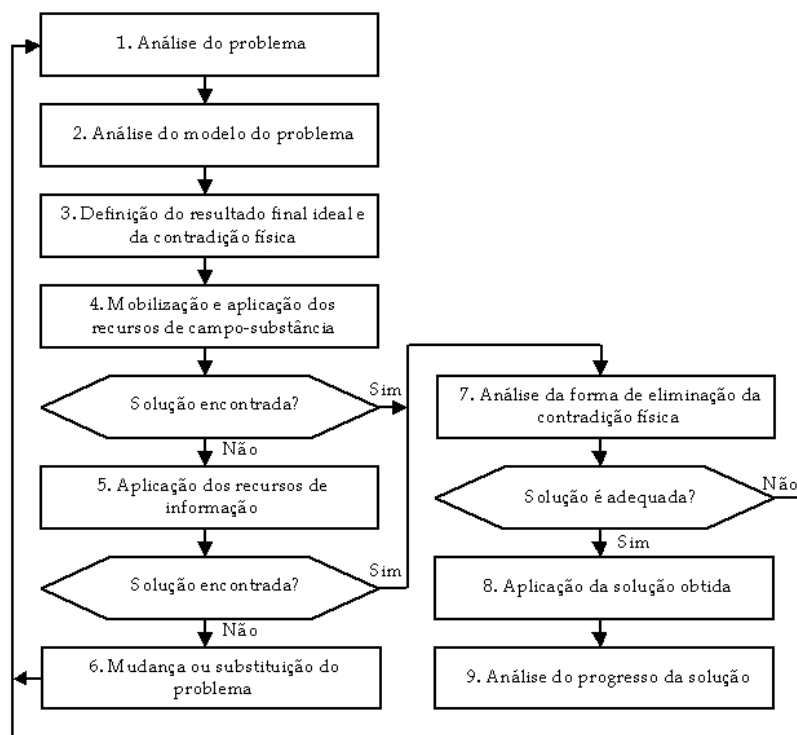 1. Análise do problema
2. Análise do modelo do problema
3. Definição do resultado final ideal e
da contradição física
4. Mobilização e aplicação dos
recursos de campo-substância
Solução encontrada?
Sim
Não
5. Aplicação dos recursos de
informação
Solução encontrada?
Sim
Não
6. Mudança ou substituição do
problema
7. Análise da forma de eliminação da
contradição física
Solução é adequada?
Não
Sim
8. Aplicação da solução obtida
9. Análise do progresso da solução